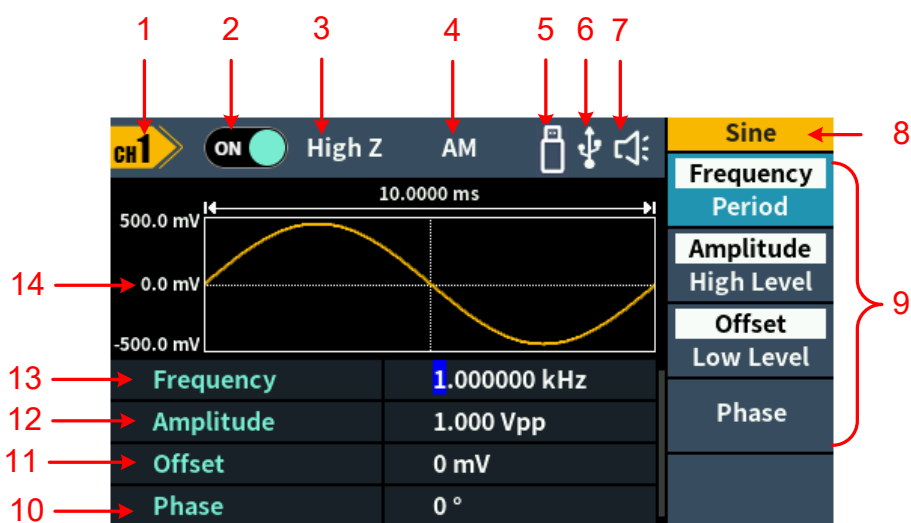 1 2 3 4 5 6 7
CH1 ON High Z AM
Sine
8
10.0000 ms
Frequency
Period
500.0 mV
Amplitude
High Level
14
0.0 mV
9
Offset
Low Level
-500.0 mV
13
Frequency 1.000000 kHz
Phase
12
Amplitude 1.000 Vpp
11
Offset 0 mV
10
Phase 0 °